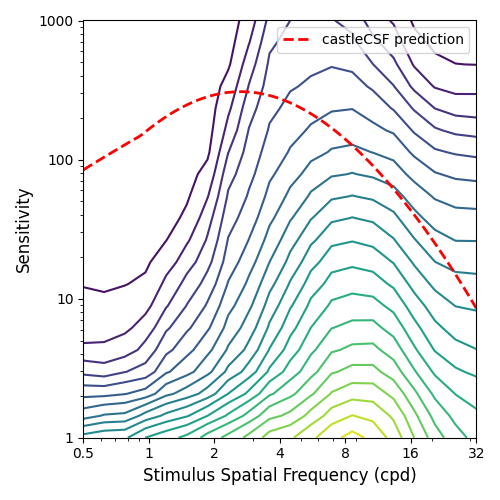 1000
castleCSF prediction
100
10
1
Sensitivity
0.5 1 2 4 8 16 32
Stimulus Spatial Frequency (cpd)